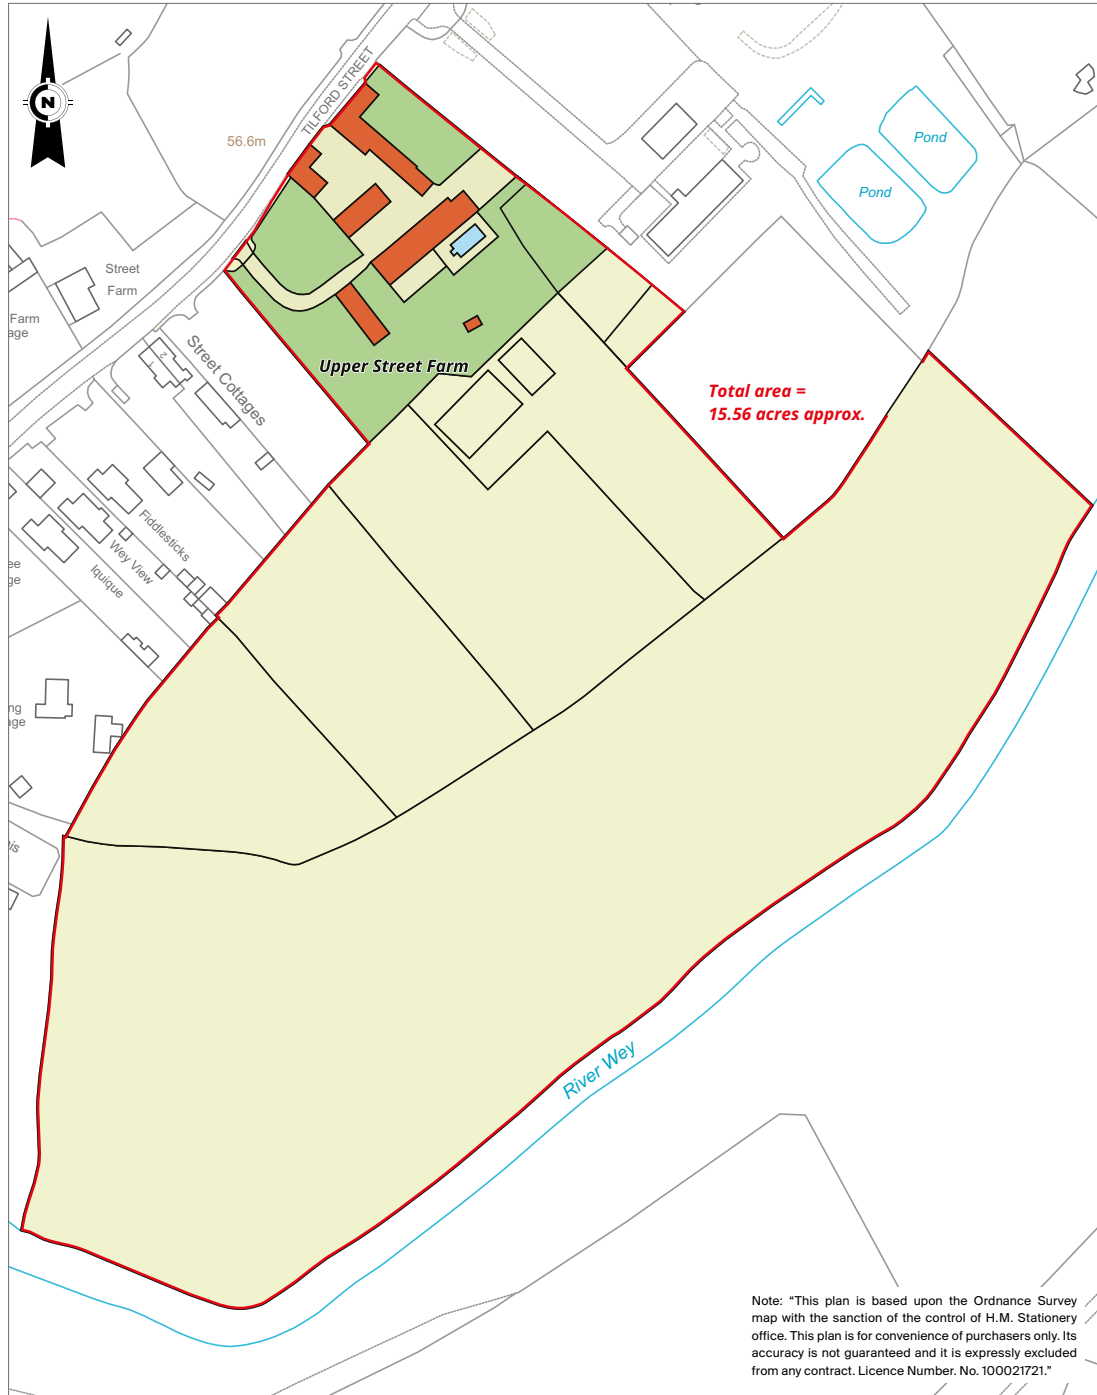 N
TILFORD STREET
56.6m
Pond
Pond
Street
Farm
Farm
age
Street Cottages
2
1
Upper Street Farm
Total area =
15.56 acres approx.
Fiddlesticks
Wey View
Iquique
ee
ge
ng
age
lis
River Wey
Note: “This plan is based upon the Ordnance Survey
map with the sanction of the control of H.M. Stationery
office. This plan is for convenience of purchasers only. Its
accuracy is not guaranteed and it is expressly excluded
from any contract. Licence Number. No. 100021721.”